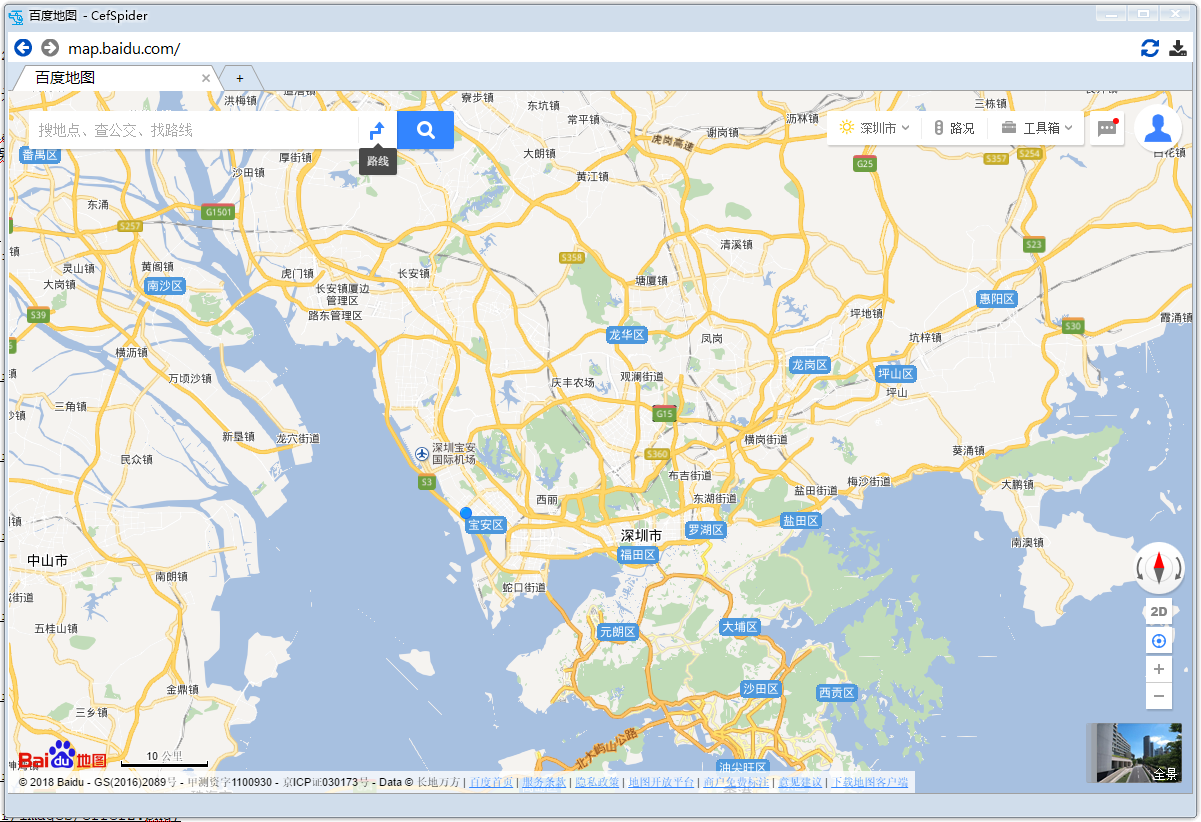 百度地图 - CefSpider
map.baidu.com/
百度地图
+
洪梅镇
寮步镇
东坑镇
常平镇
三栋镇
沥林镇
谢岗镇
虎岗高速
搜地点、查公交、找路线
路线
深圳市
路况
工具箱
番禺区
厚街镇
大朗镇
黄江镇
沙田镇
G25
S357
S254
白花镇
东涌
G1501
S257
清溪镇
S23
S358
灵山镇
黄阁镇
大岗镇
南沙区
虎门镇
长安镇
长安镇厦边
管理区
路东管理区
塘厦镇
惠阳区
S39
坪地镇
霞涌镇
S30
龙华区
凤岗
坑梓镇
横沥镇
万顷沙镇
庆丰农场
观澜街道
龙岗区
坪山区
坪山
三角镇
G15
新垦镇
龙穴街道
横岗街道
民众镇
深圳宝安
国际机场
S360
葵涌镇
S3
布吉街道
大鹏镇
西丽
东湖街道
盐田街道
梅沙街道
宝安区
深圳市
罗湖区
盐田区
福田区
南澳镇
中山市
南朗镇
蛇口街道
五桂山镇
元朗区
大埔区
2D
金鼎镇
沙田区
西贡区
三乡镇
北大屿山公路
油尖旺区
Bai du 地图
10 公里
全景
© 2018 Baidu - GS(2016)2089号 - 甲测资字1100930 - 京ICP证030173号 - Data © 长地万方 | 百度首页 | 服务条款 | 隐私政策 | 地图开放平台 | 商户免费标注 | 意见建议 | 下载地图客户端